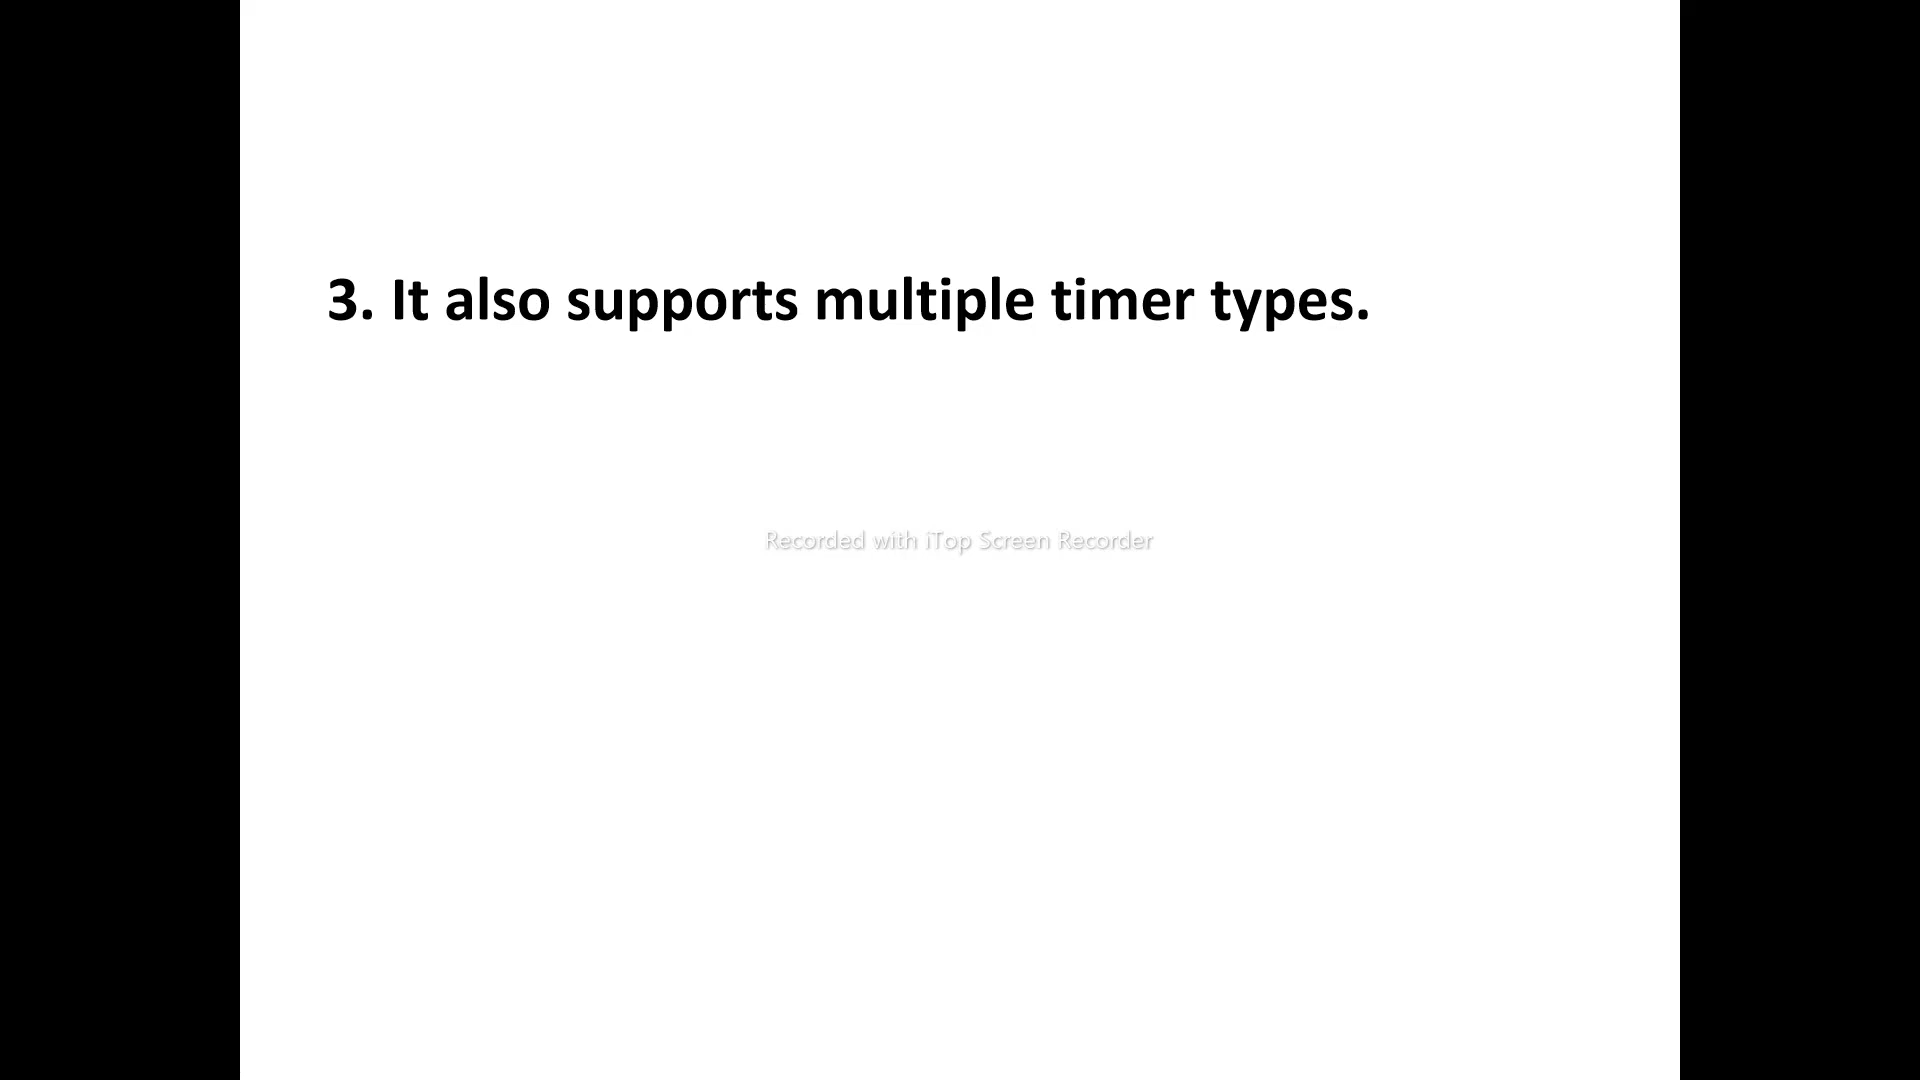 3. It also supports multiple timer types.
Recorded with iTop Screen Recorder